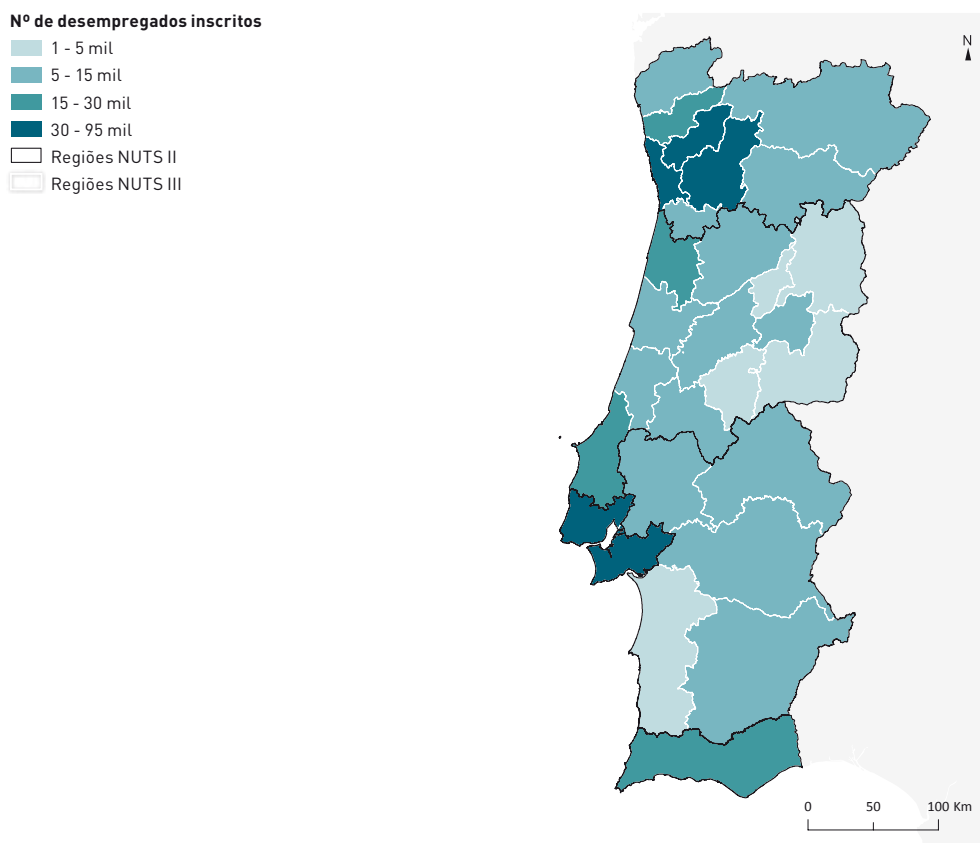 Nº de desempregados inscritos
1 - 5 mil
5 - 15 mil
15 - 30 mil
30 - 95 mil
Regiões NUTS II
Regiões NUTS III
N
0 50 100 Km